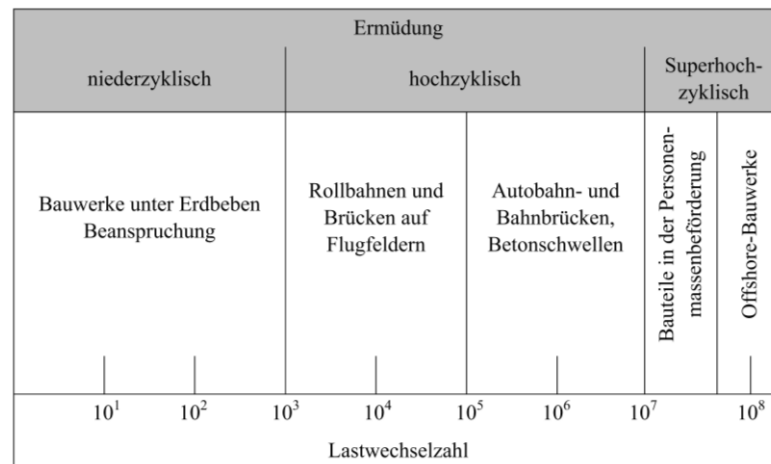 Ermüdung
niederzyklisch
hochzyklisch
Superhoch-
zyklisch
Bauwerke unter Erdbeben
Beanspruchung
Rollbahnen und
Brücken auf
Flugfeldern
Autobahn- und
Bahnbrücken,
Betonschwellen
Bauteile in der Personen-
massenbeförderung
Offshore-Bauwerke
10¹ 10² 10³ 10⁴ 10⁵ 10⁶ 10⁷ 10⁸
Lastwechselzahl